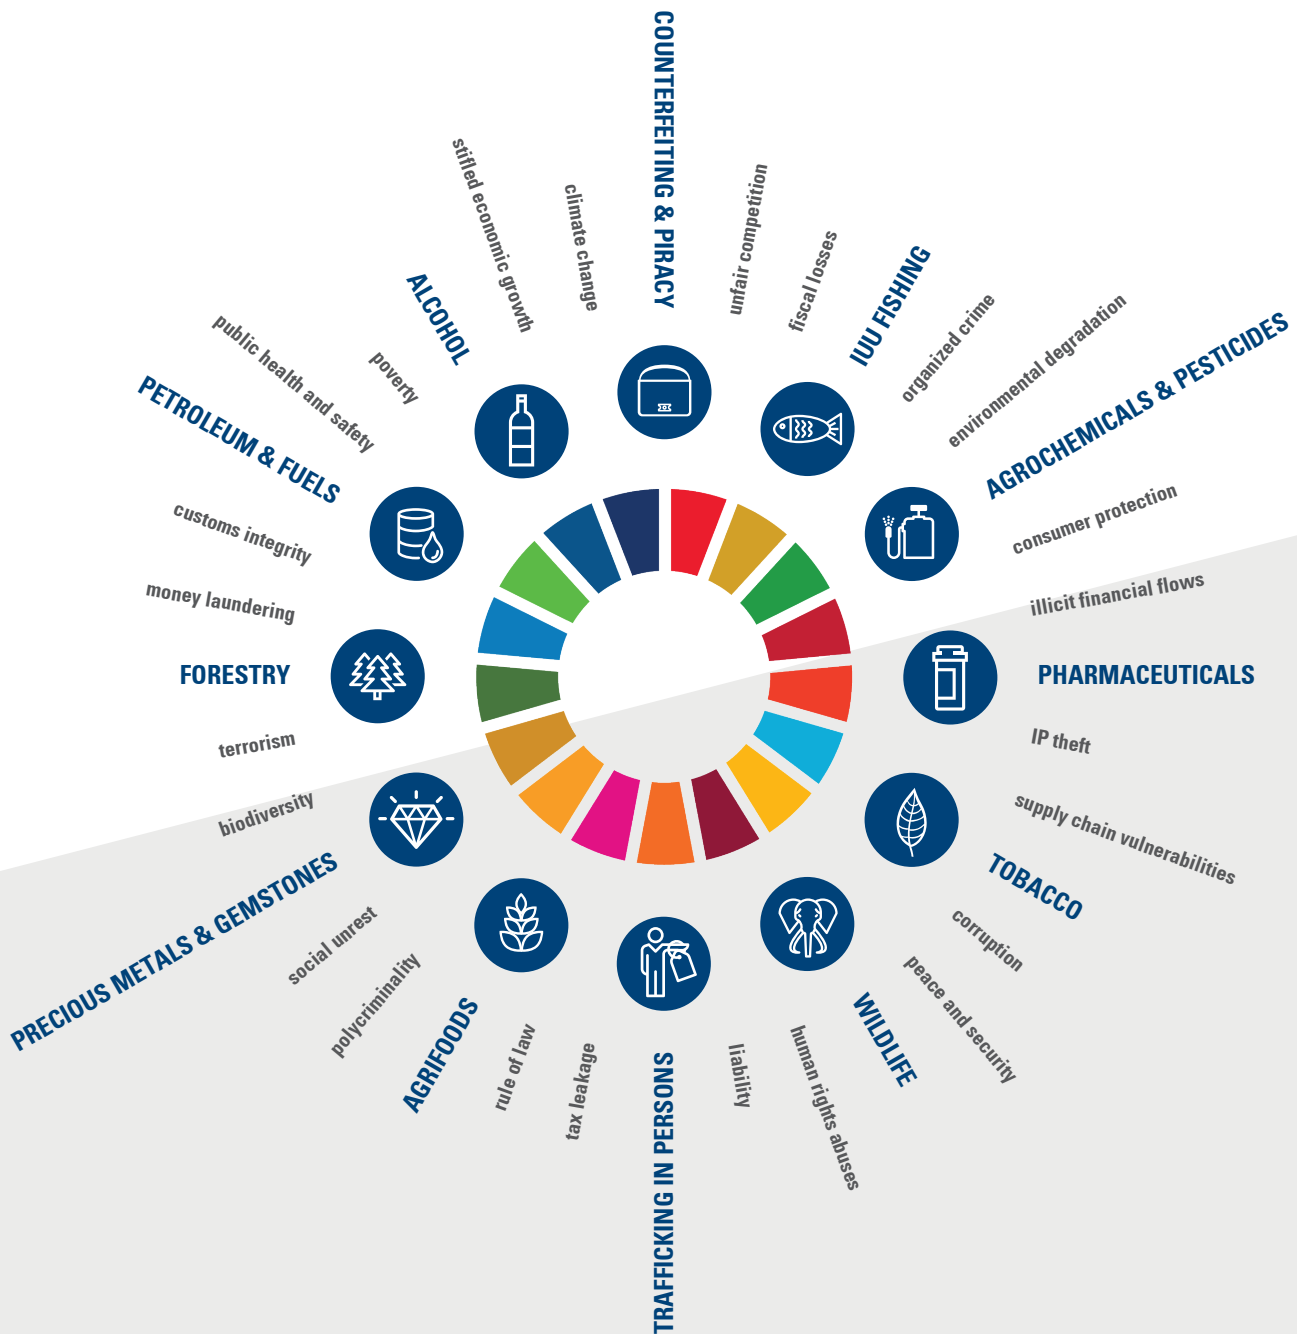 COUNTERFEITING & PIRACY
unfair competition
fiscal losses
IUU FISHING
organized crime
environmental degradation
AGROCHEMICALS & PESTICIDES
consumer protection
illicit financial flows
PHARMACEUTICALS
IP theft
supply chain vulnerabilities
TOBACCO
corruption
peace and security
WILDLIFE
human rights abuses
liability
TRAFFICKING IN PERSONS
tax leakage
rule of law
AGRIFOODS
polycriminality
social unrest
PRECIOUS METALS & GEMSTONES
biodiversity
terrorism
FORESTRY
money laundering
customs integrity
PETROLEUM & FUELS
public health and safety
poverty
ALCOHOL
stifled economic growth
climate change